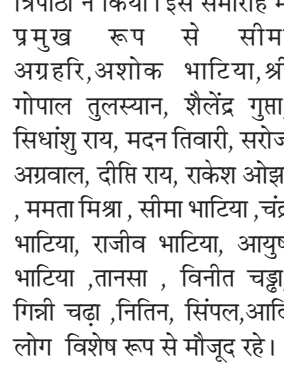 त्रिपाठी ने किया। इस समारोह में
प्रमुख रूप से सीमा
अग्रहरि,अशोक भाटिया,श्री
गोपाल तुलस्यान, शैलेंद्र गुप्ता,
सिधांशु राय, मदन तिवारी, सरोज
अग्रवाल, दीप्ति राय, राकेश ओझा
, ममता मिश्रा , सीमा भाटिया ,चंद्र
भाटिया, राजीव भाटिया, आयुष
भाटिया ,तानसा , विनीत चड्ढा,
गिन्नी चढ़ा ,नितिन, सिंपल,आदि
लोग विशेष रूप से मौजूद रहे।